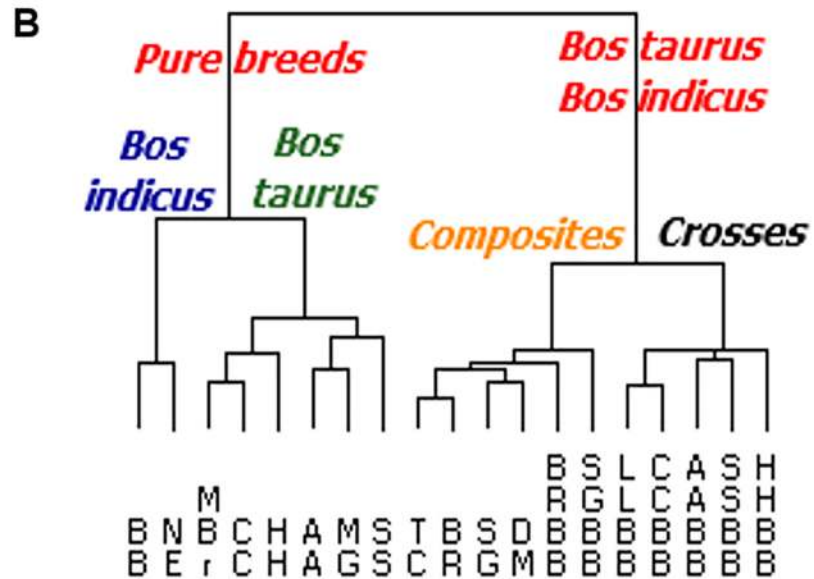 B
Pure breeds
Bos taurus
Bos indicus
Bos indicus
Bos taurus
Composites
Crosses
B S L C A S H
M R G L C A S H
B N B C H A M S T B S D B B B B B B B
B E r C H A G S C R G M B B B B B B B